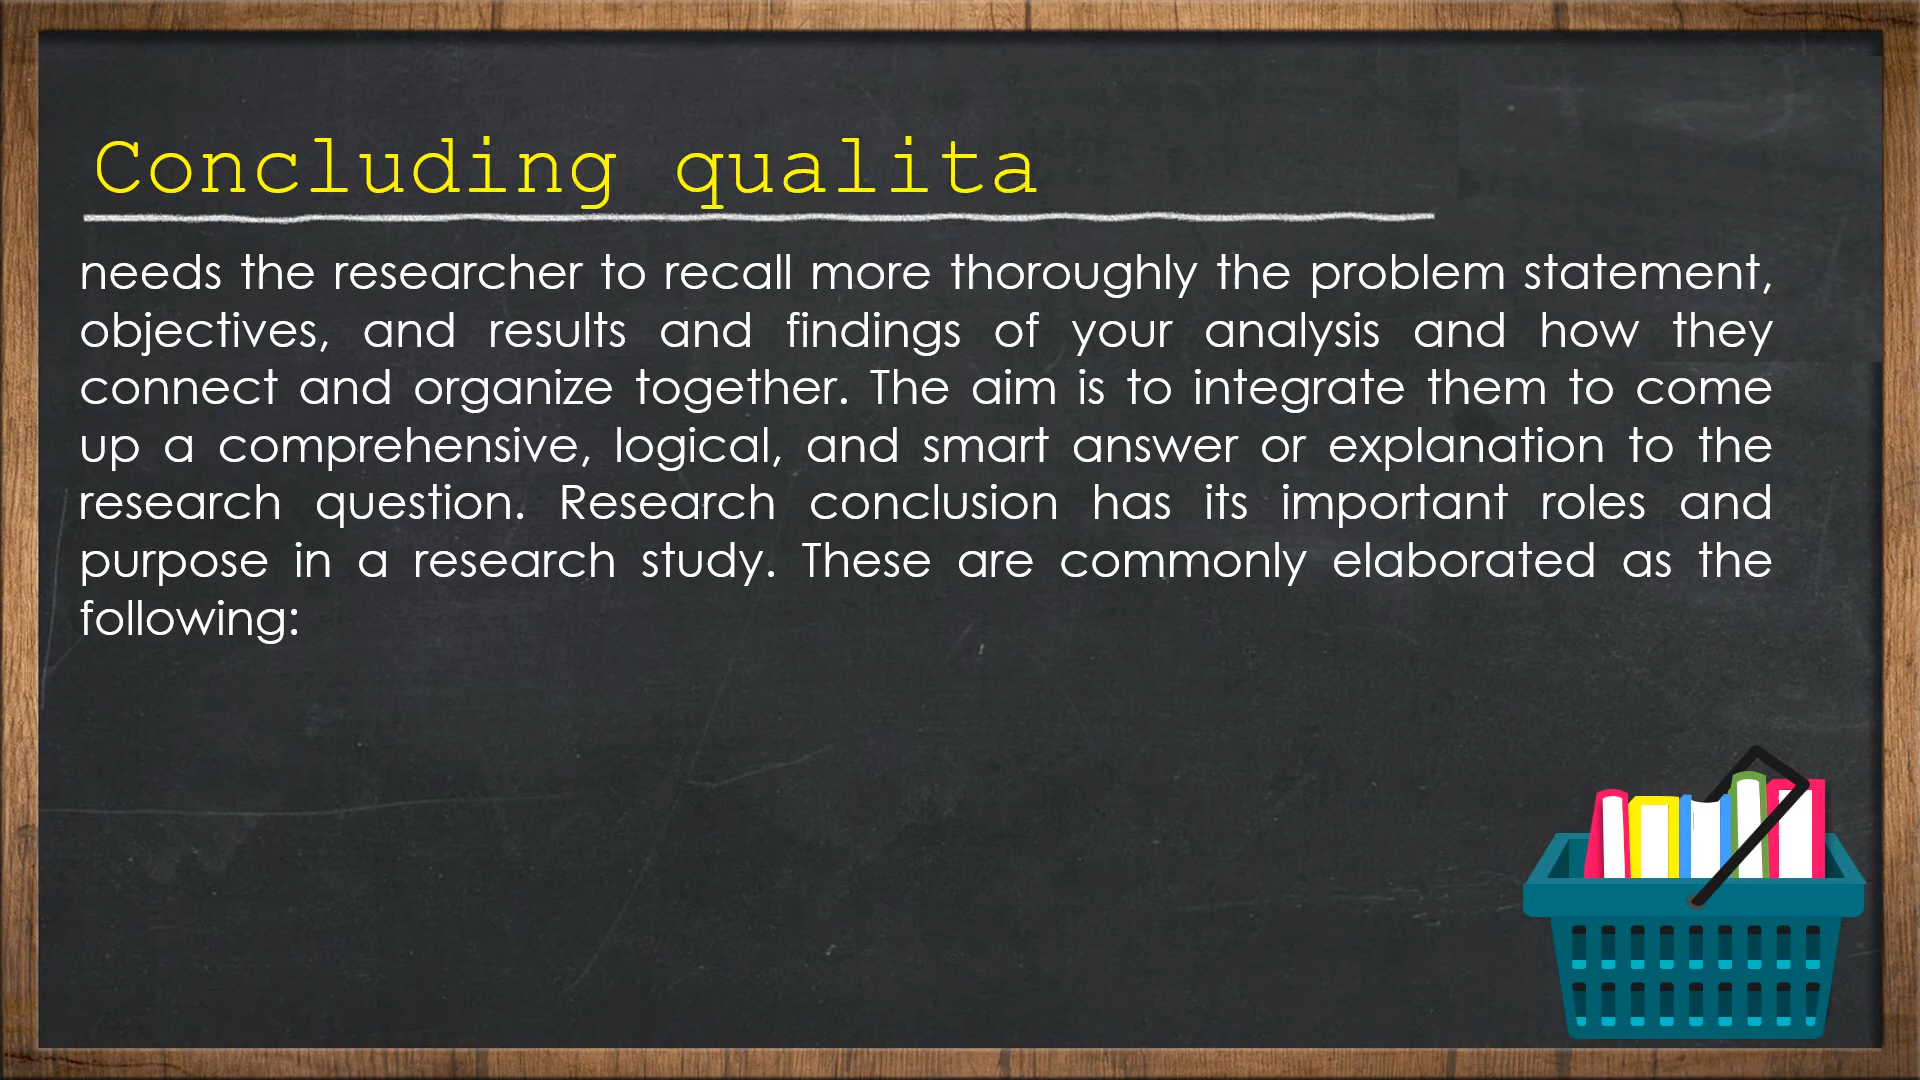 Concluding qualita
needs the researcher to recall more thoroughly the problem statement,
objectives, and results and findings of your analysis and how they
connect and organize together. The aim is to integrate them to come
up a comprehensive, logical, and smart answer or explanation to the
research question. Research conclusion has its important roles and
purpose in a research study. These are commonly elaborated as the
following: